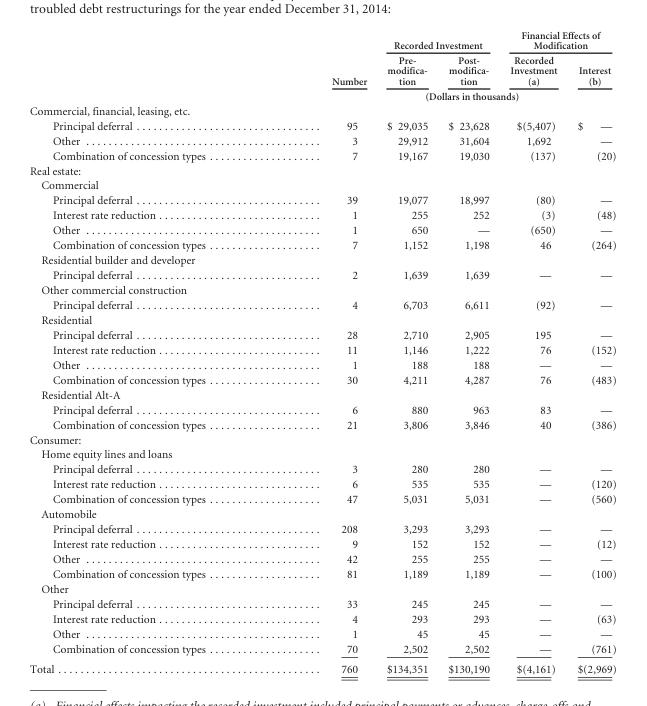 troubled debt restructurings for the year ended December 31, 2014:
Recorded Investment Financial Effects of Modification
Number Pre-modifica-tion Post-modifica-tion Recorded Investment (a) Interest (b)
(Dollars in thousands)
Commercial, financial, leasing, etc.
Principal deferral 95 $ 29,035 $ 23,628 $(5,407) $ —
Other 3 29,912 31,604 1,692 —
Combination of concession types 7 19,167 19,030 (137) (20)
Real estate:
Commercial
Principal deferral 39 19,077 18,997 (80) —
Interest rate reduction 1 255 252 (3) (48)
Other 1 650 — (650) —
Combination of concession types 7 1,152 1,198 46 (264)
Residential builder and developer
Principal deferral 2 1,639 1,639 — —
Other commercial construction
Principal deferral 4 6,703 6,611 (92) —
Residential
Principal deferral 28 2,710 2,905 195 —
Interest rate reduction 11 1,146 1,222 76 (152)
Other 1 188 188 — —
Combination of concession types 30 4,211 4,287 76 (483)
Residential Alt-A
Principal deferral 6 880 963 83 —
Combination of concession types 21 3,806 3,846 40 (386)
Consumer:
Home equity lines and loans
Principal deferral 3 280 280 — —
Interest rate reduction 6 535 535 — (120)
Combination of concession types 47 5,031 5,031 — (560)
Automobile
Principal deferral 208 3,293 3,293 — —
Interest rate reduction 9 152 152 — (12)
Other 42 255 255 — —
Combination of concession types 81 1,189 1,189 — (100)
Other
Principal deferral 33 245 245 — —
Interest rate reduction 4 293 293 — (63)
Other 1 45 45 — —
Combination of concession types 70 2,502 2,502 — (761)
Total 760 $134,351 $130,190 $(4,161) $(2,969)
(a) Financial effects impacting the recorded investment included principal payments or advances, charge-offs and